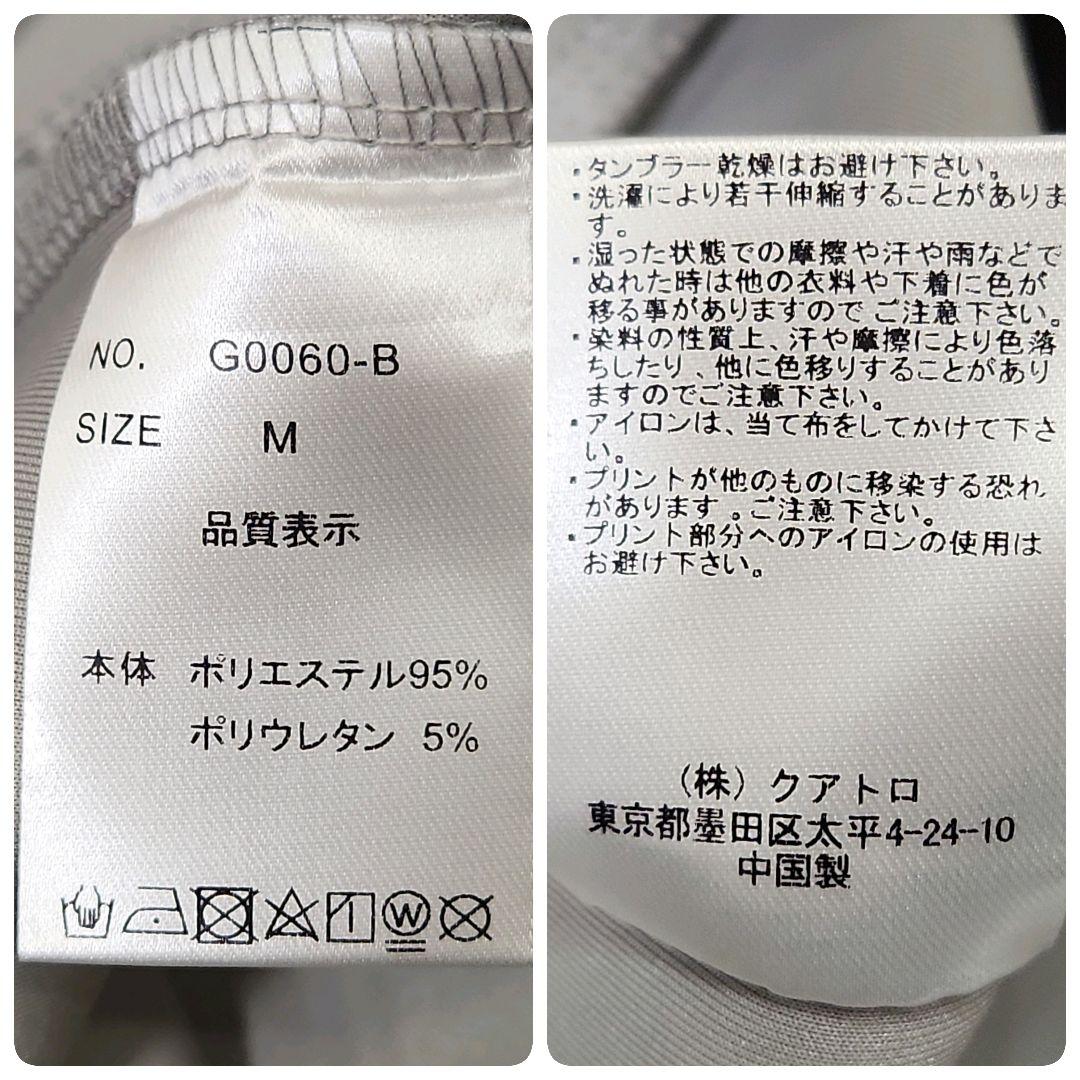 NO. G0060-B
SIZE M
品質表示
本体 ポリエステル95%
ポリウレタン 5%
・タンブラー乾燥はお避け下さい。
・洗濯により若干伸縮することがありま
す。
・湿った状態での摩擦や汗や雨などで
ぬれた時は他の衣料や下着に色が
移る事がありますのでご注意下さい。
・染料の性質上、汗や摩擦により色落
ちしたり、他に色移りすることがあり
ますのでご注意下さい。
・アイロンは、当て布をしてかけて下さ
い。
・プリントが他のものに移染する恐れ
があります。ご注意下さい。
・プリント部分へのアイロンの使用は
お避け下さい。
(株)クアトロ
東京都墨田区太平4-24-10
中国製
W